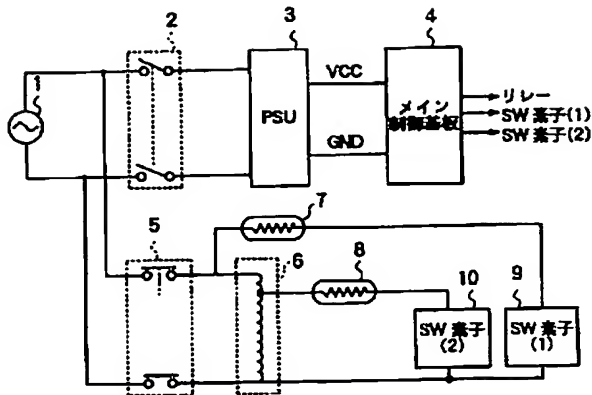 2
3
4
1
VCC
PSU
メイン
制御基板
リレー
SW 素子(1)
SW 素子(2)
GND
7
5
6
8
10
9
SW 素子
(2)
SW 素子
(1)